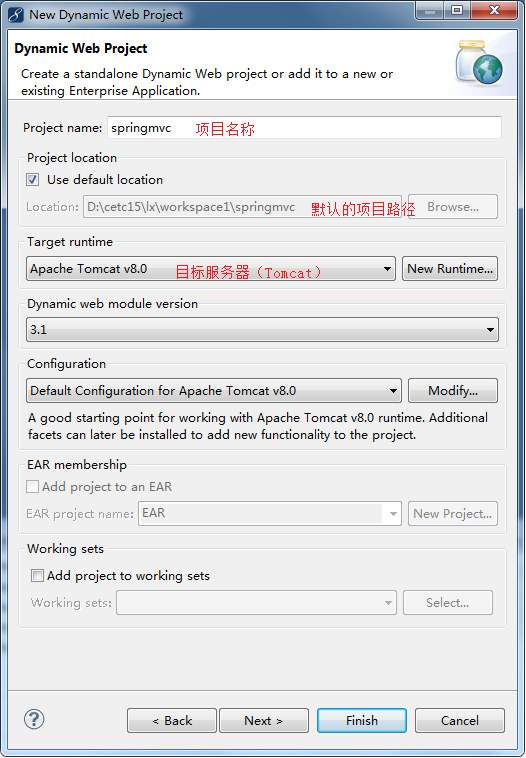 New Dynamic Web Project
Dynamic Web Project
Create a standalone Dynamic Web project or add it to a new or
existing Enterprise Application.
Project name: springmvc 项目名称
Project location
Use default location
Location: D:\cetc15\lx\workspace1\springmvc 默认的项目路径 Browse...
Target runtime
Apache Tomcat v8.0 目标服务器（Tomcat） New Runtime...
Dynamic web module version
3.1
Configuration
Default Configuration for Apache Tomcat v8.0 Modify...
A good starting point for working with Apache Tomcat v8.0 runtime. Additional
facets can later be installed to add new functionality to the project.
EAR membership
Add project to an EAR
EAR project name: EAR New Project...
Working sets
Add project to working sets
Working sets: Select...
? < Back Next > Finish Cancel